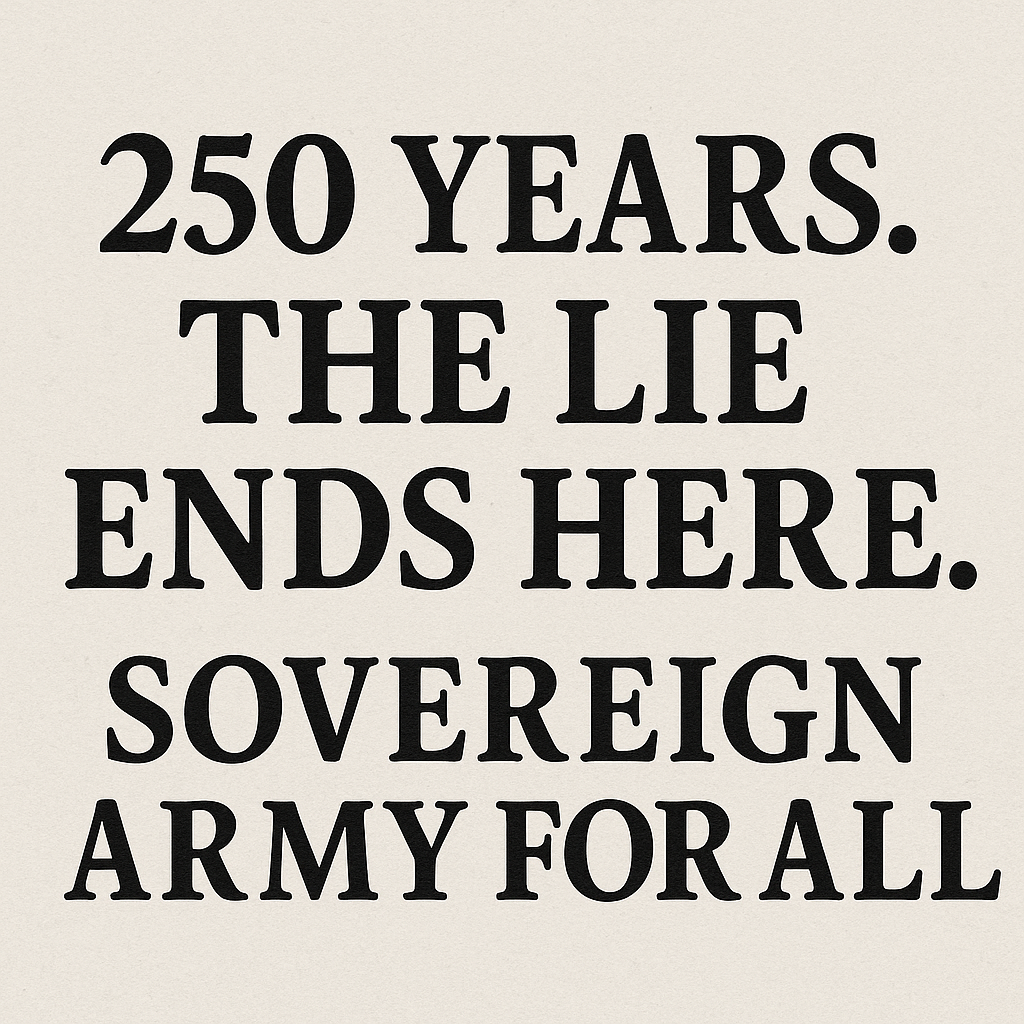 250 YEARS.
THE LIE
ENDS HERE.
SOVEREIGN
ARMY FOR ALL